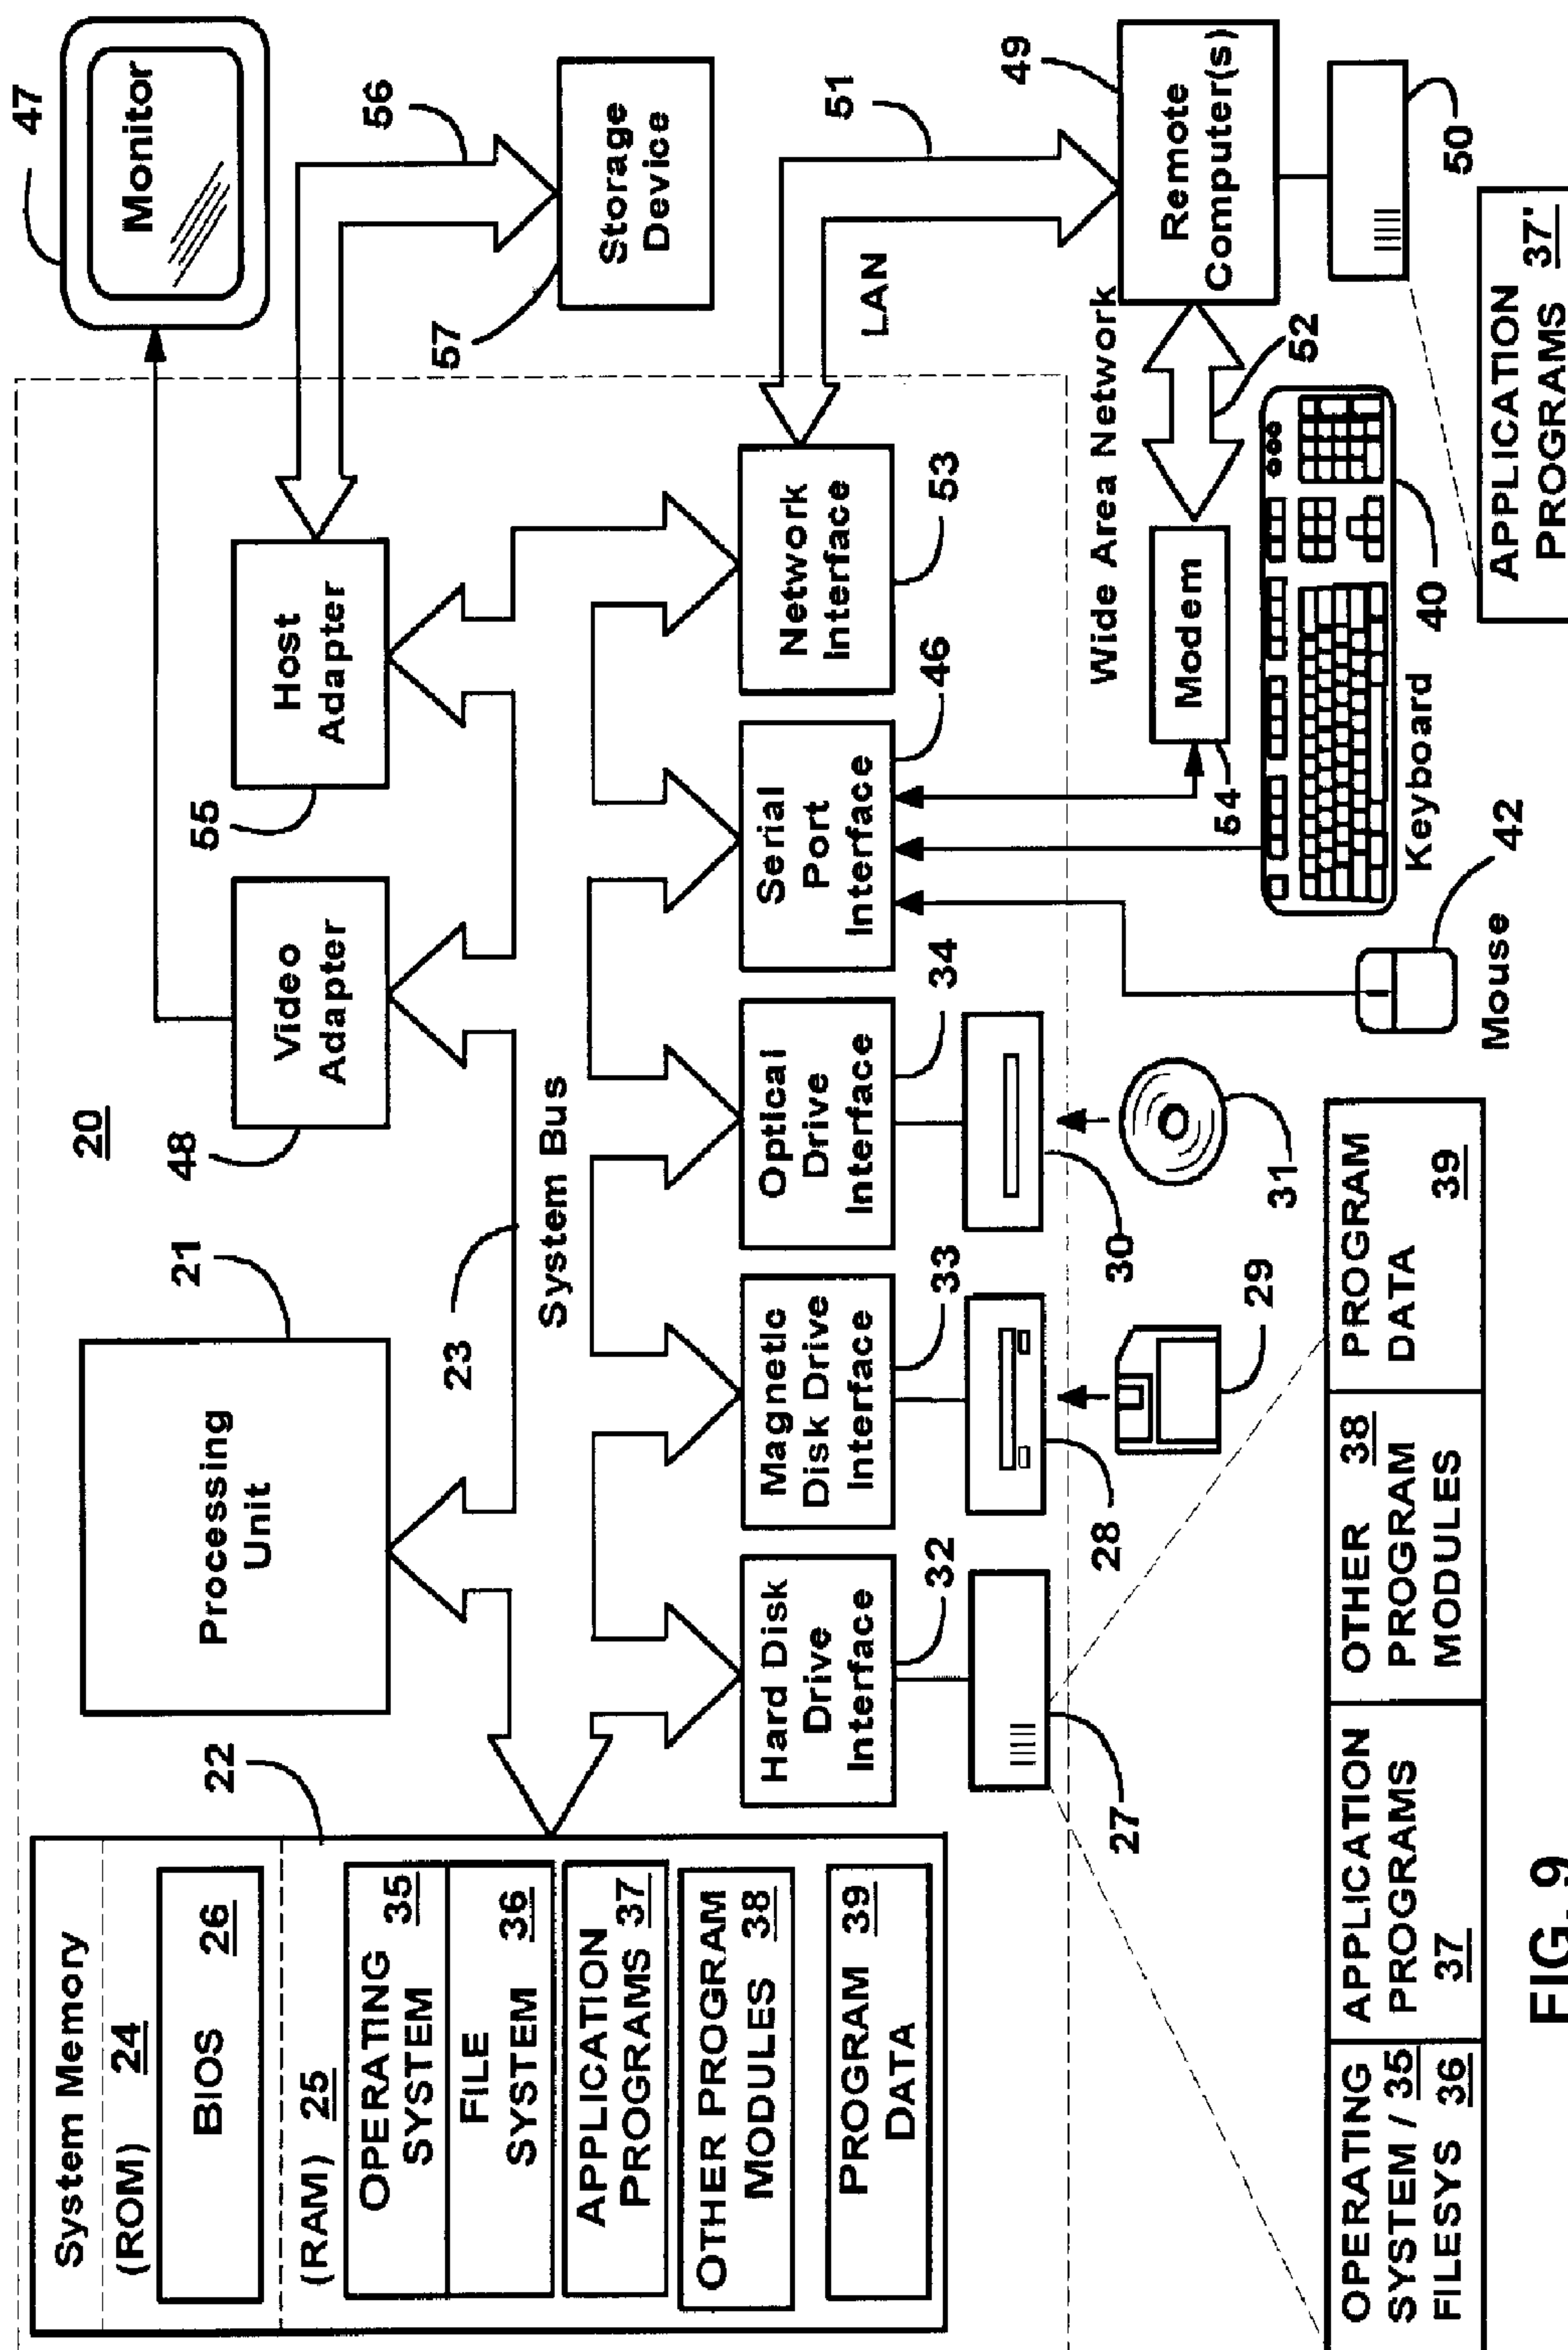 System Memory
(ROM) 24
BIOS 26
(RAM) 25
OPERATING
SYSTEM 35
FILE
SYSTEM 36
APPLICATION
PROGRAMS 37
OTHER PROGRAM
MODULES 38
PROGRAM 39
DATA
22
Processing
Unit
21
20
Video
Adapter
48
Host
Adapter
55
47
Monitor
56
57
Storage
Device
23
System Bus
Hard Disk
Drive
Interface
32
Magnetic
Disk Drive
Interface
33
Optical
Drive
Interface
34
Serial
Port
Interface
46
Network
Interface
53
LAN
51
49
Remote
Computer(s)
Wide Area Network
52
Modem
54
50
27
28
29
30
31
Keyboard
40
Mouse
42
APPLICATION
PROGRAMS 37'
OPERATING
SYSTEM / 35
FILESYS 36
APPLICATION
PROGRAMS
37
OTHER 38
PROGRAM
MODULES
PROGRAM
DATA 39
FIG. 9